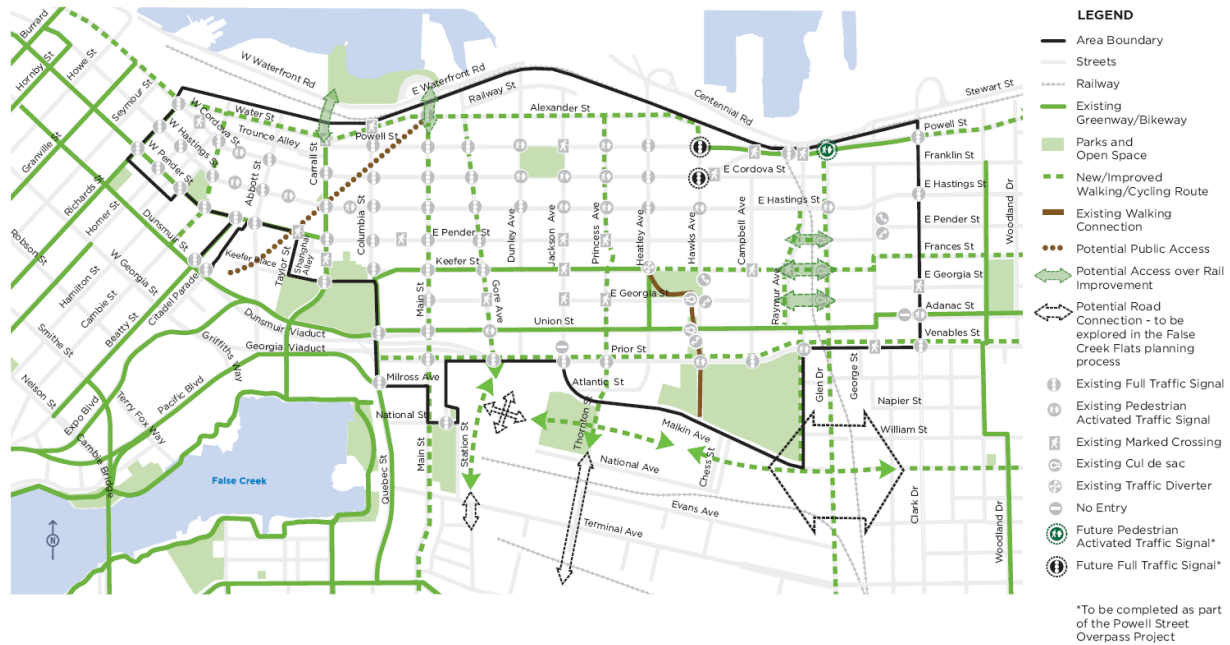 Burrard
Hornby St
Howe St
Seymour St
Granville St
Richards St
Homer St
Robson St
Hamilton St
Cambie St
Smithe St
Beatty St
Nelson St
Expo Blvd
Cambie Bridge
Terry Fox Way
Pacific Blvd
Griffiths Way
W Georgia St
Citadel Parade
Dunsmuir St
W Pender St
W Hastings St
W Cordova St
Water St
Trounce Alley
Abbott St
Carrall St
Columbia St
Taylor St
Shanghai Alley
Keefer Place
Dunsmuir Viaduct
Georgia Viaduct
W Waterfront Rd
E Waterfront Rd
Railway St
Alexander St
Powell St
Centennial Rd
Stewart St
Powell St
Franklin St
E Cordova St
E Hastings St
E Hastings St
E Pender St
E Pender St
Frances St
Keefer St
E Georgia St
E Georgia St
Adanac St
Union St
Venables St
Prior St
Milross Ave
Atlantic St
National St
Malkin Ave
National Ave
Evans Ave
Terminal Ave
Napier St
William St
Main St
Main St
Gore Ave
Dunley Ave
Jackson Ave
Princess Ave
Heatley Ave
Hawks Ave
Campbell Ave
Raymur Ave
Glen Dr
George St
Clark Dr
Woodland Dr
Woodland Dr
Station St
Thornton St
Chess St
Quebec St
False Creek
N
LEGEND
Area Boundary
Streets
Railway
Existing
Greenway/Bikeway
Parks and
Open Space
New/Improved
Walking/Cycling Route
Existing Walking
Connection
Potential Public Access
Potential Access over Rail
Improvement
Potential Road
Connection - to be
explored in the False
Creek Flats planning
process
Existing Full Traffic Signal
Existing Pedestrian
Activated Traffic Signal
Existing Marked Crossing
Existing Cul de sac
Existing Traffic Diverter
No Entry
Future Pedestrian
Activated Traffic Signal*
Future Full Traffic Signal*
*To be completed as part
of the Powell Street
Overpass Project